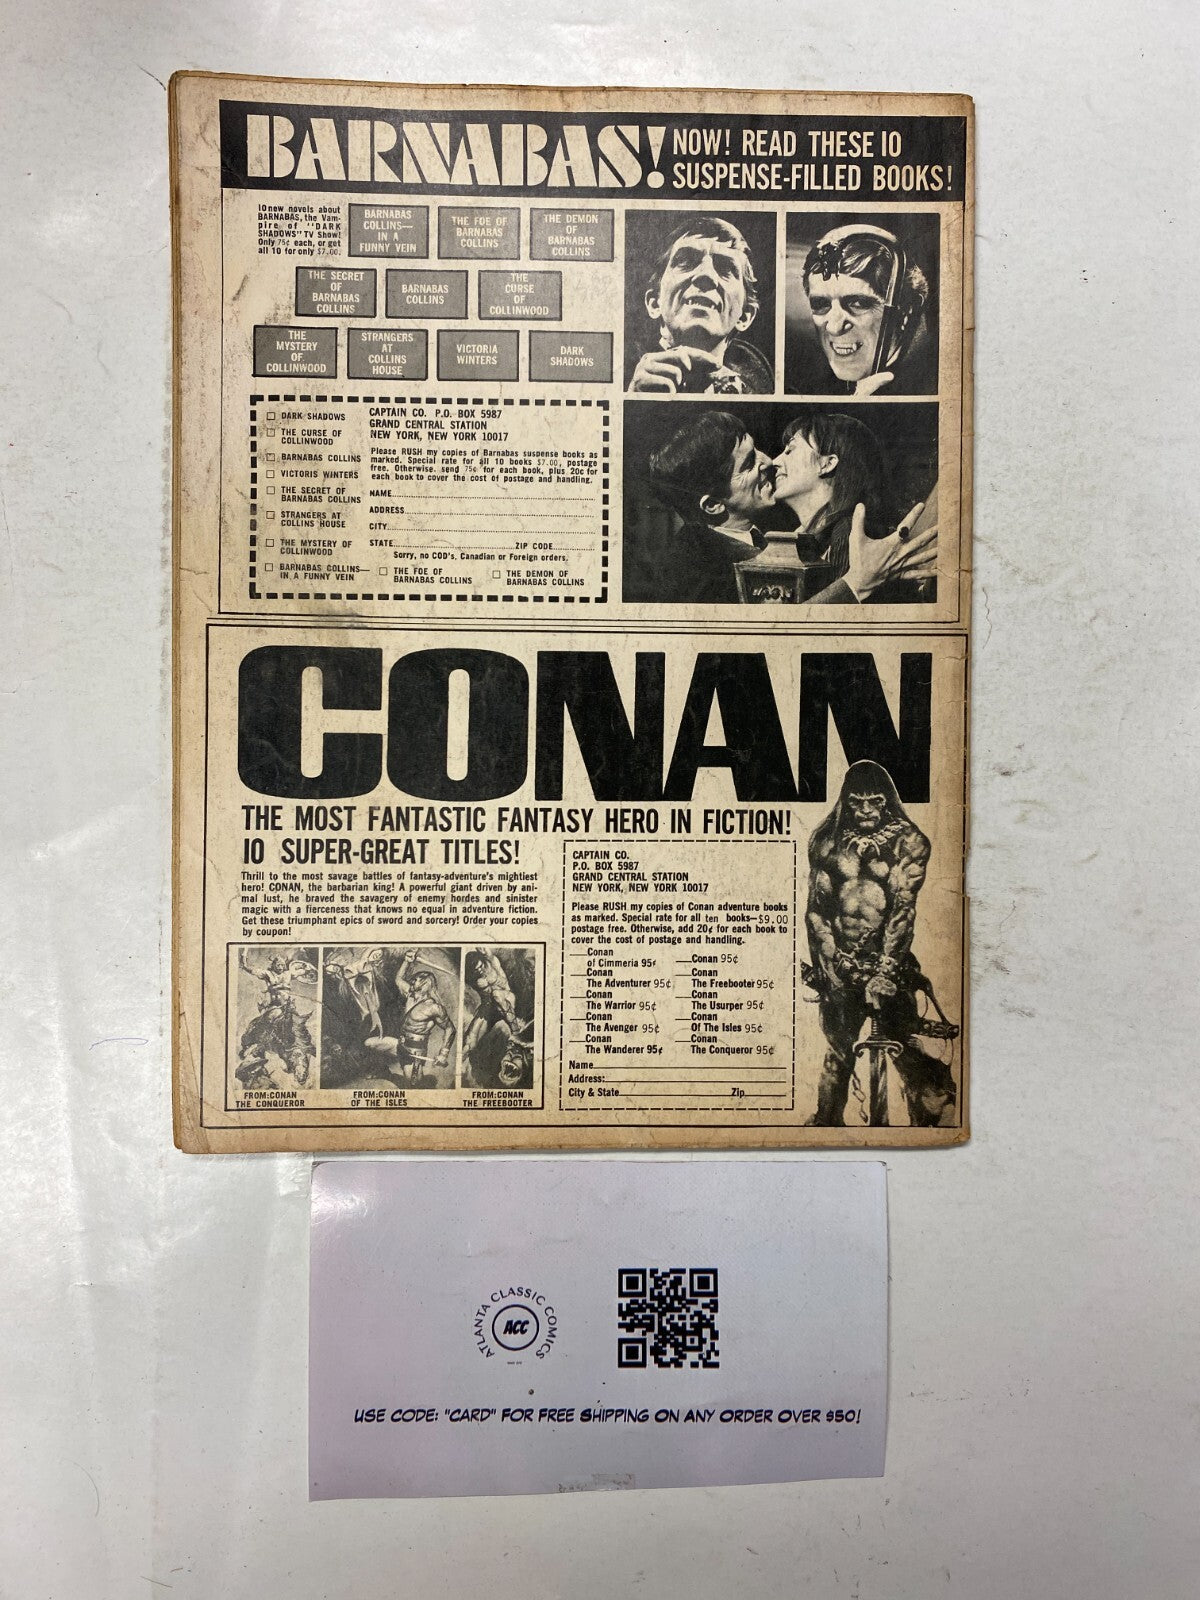 BARNABAS!
NOW! READ THESE 10
SUSPENSE-FILLED BOOKS!
10 new novels about
BARNABAS, the Vam-
pire of "DARK
SHADOWS" TV Show!
Only 75¢ each, or get
all 10 for only $7.00.
BARNABAS
COLLINS—
IN A
FUNNY VEIN
THE FOE OF
BARNABAS
COLLINS
THE DEMON
OF
BARNABAS
COLLINS
THE SECRET
OF
BARNABAS
COLLINS
BARNABAS
COLLINS
THE
CURSE
OF
COLLINWOOD
THE
MYSTERY
OF
COLLINWOOD
STRANGERS
AT
COLLINS
HOUSE
VICTORIA
WINTERS
DARK
SHADOWS
DARK SHADOWS
THE CURSE OF
COLLINWOOD
BARNABAS COLLINS
VICTORIS WINTERS
THE SECRET OF
BARNABAS COLLINS
STRANGERS AT
COLLINS HOUSE
THE MYSTERY OF
COLLINWOOD
BARNABAS COLLINS—
IN A FUNNY VEIN
THE FOE OF
BARNABAS COLLINS
THE DEMON OF
BARNABAS COLLINS
CAPTAIN CO. P.O. BOX 5987
GRAND CENTRAL STATION
NEW YORK, NEW YORK 10017
Please RUSH my copies of Barnabas suspense books as
marked. Special rate for all 10 books $7.00, postage
free. Otherwise. send 75¢ for each book, plus 20c for
each book to cover the cost of postage and handling.
NAME
ADDRESS
CITY
STATE ZIP CODE
Sorry, no COD's, Canadian or Foreign orders.
CONAN
THE MOST FANTASTIC FANTASY HERO IN FICTION!
10 SUPER-GREAT TITLES!
Thrill to the most savage battles of fantasy-adventure's mightiest
hero! CONAN, the barbarian king! A powerful giant driven by ani-
mal lust, he braved the savagery of enemy hordes and sinister
magic with a fierceness that knows no equal in adventure fiction.
Get these triumphant epics of sword and sorcery! Order your copies
by coupon!
FROM:CONAN
THE CONQUEROR
FROM:CONAN
OF THE ISLES
FROM:CONAN
THE FREEBOOTER
CAPTAIN CO.
P.O. BOX 5987
GRAND CENTRAL STATION
NEW YORK, NEW YORK 10017
Please RUSH my copies of Conan adventure books
as marked. Special rate for all ten books—$9.00
postage free. Otherwise, add 20¢ for each book to
cover the cost of postage and handling.
Conan
of Cimmeria 95¢
Conan 95¢
Conan
The Adventurer 95¢
Conan
The Freebooter 95¢
Conan
The Warrior 95¢
Conan
The Usurper 95¢
Conan
The Avenger 95¢
Conan
Of The Isles 95¢
Conan
The Wanderer 95¢
Conan
The Conqueror 95¢
Name
Address:
City & State Zip
ATLANTA CLASSIC COMICS
ACC
USE CODE: "CARD" FOR FREE SHIPPING ON ANY ORDER OVER $50!